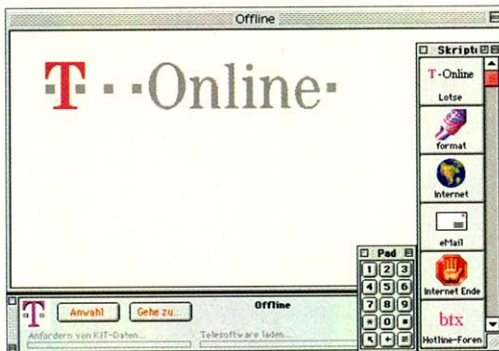 Offline
T · · · Online ·
Skripte
T-Online
Lotse
format
Internet
eMail
Internet Ende
btx
Hotline-Foren
Pad
1 2 3
4 5 6
7 8 9
* 0
T
Anwahl
Gehe zu...
Offline
Anfordern von KIT-Daten...
Telesoftware laden...